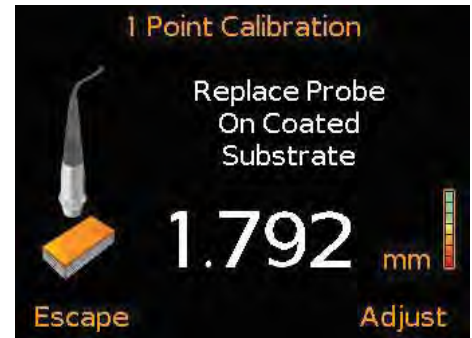 1 Point Calibration
Replace Probe
On Coated
Substrate
1.792 mm
Escape Adjust